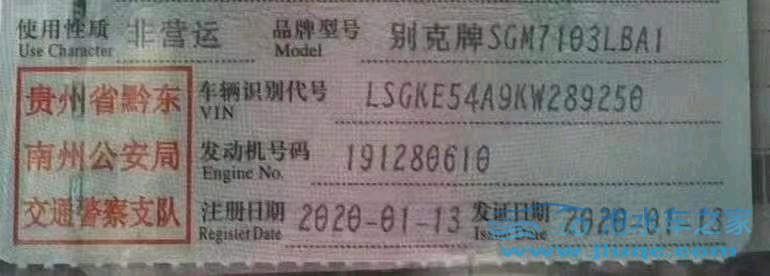 使用性质 非营运 品牌型号 别克牌SGM7103LBA1
Use Character Model
贵州省黔东
南州公安局
交通警察支队
车辆识别代号 LSGKE54A9KW289250
VIN
发动机号码 191280610
Engine No.
注册日期 2020-01-13 发证日期 2020-01-13
Register Date Issue Date